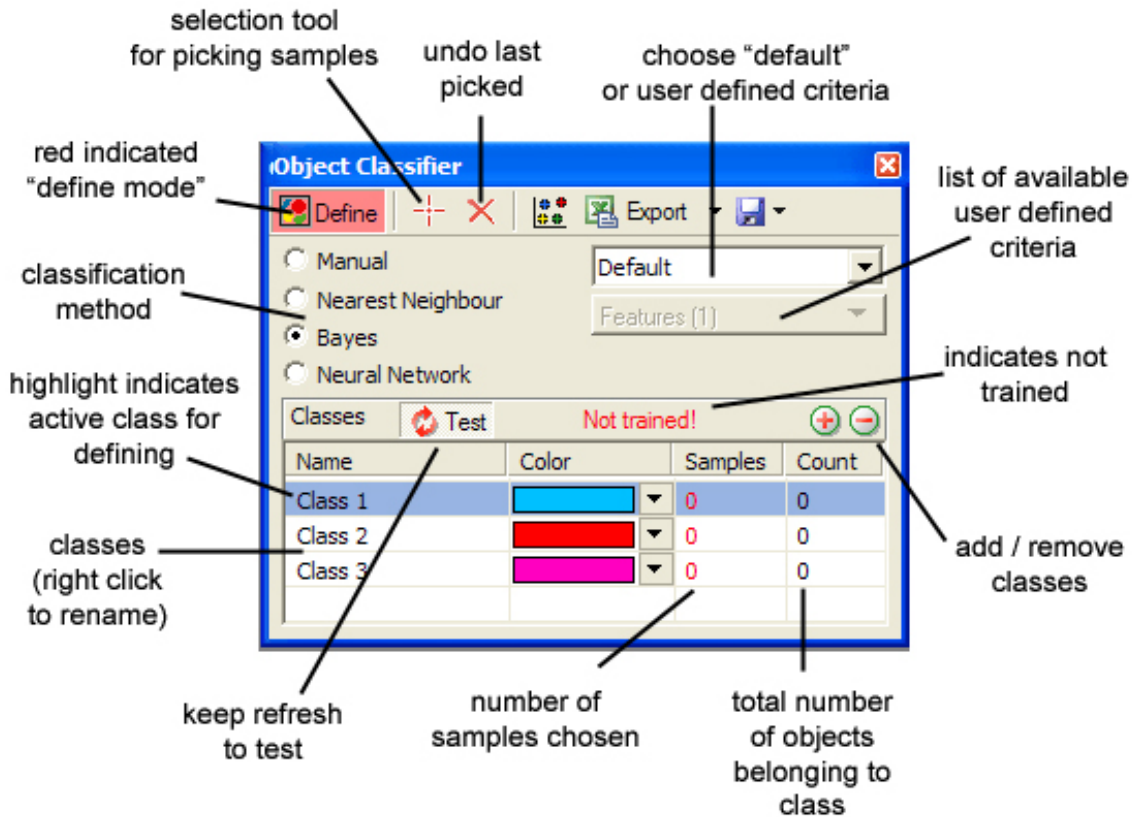 selection tool
for picking samples
undo last
picked
choose “default”
or user defined criteria
red indicated
“define mode”
list of available
user defined
criteria
classification
method
highlight indicates
active class for
defining
classes
(right click
to rename)
indicates not
trained
add / remove
classes
Object Classifier
Define
Export
Manual
Default
Nearest Neighbour
Features (1)
Bayes
Neural Network
Classes
Test
Not trained!
Name Color Samples Count
Class 1 0 0
Class 2 0 0
Class 3 0 0
keep refresh
to test
number of
samples chosen
total number
of objects
belonging to
class